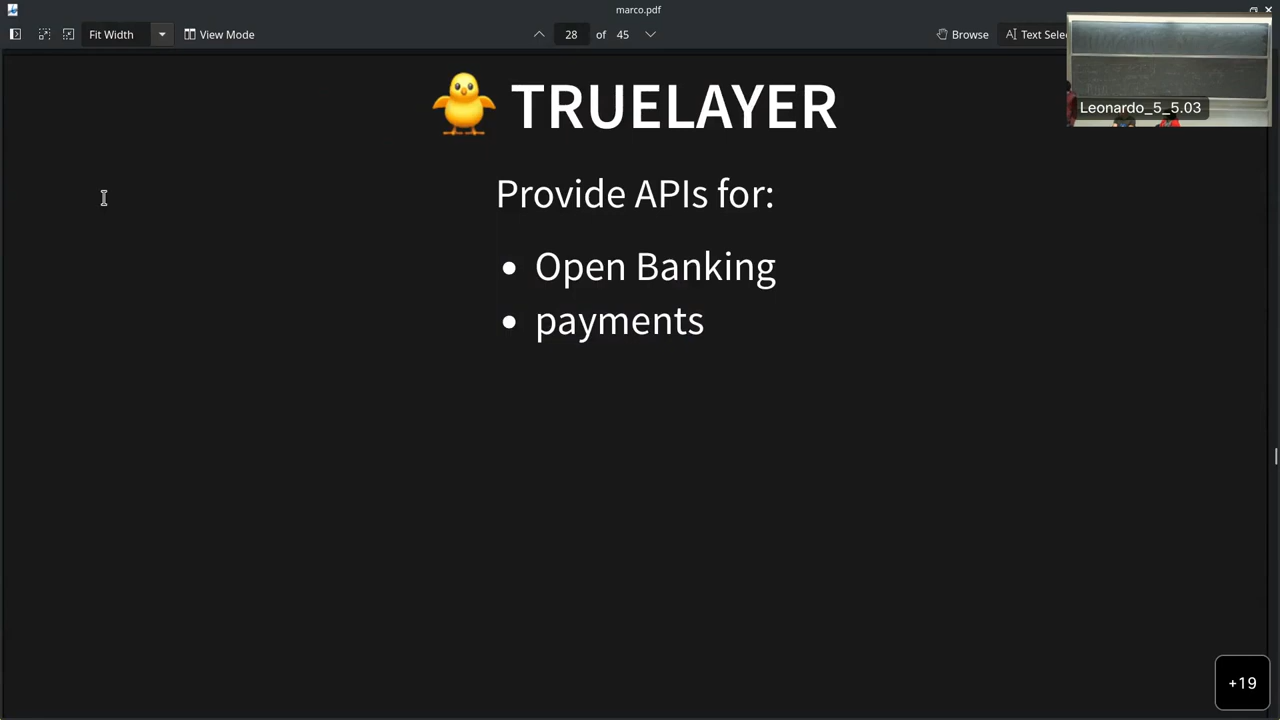 marco.pdf
Fit Width
View Mode
28 of 45
Browse
Text Sele
Leonardo_5_5.03
TRUELAYER
Provide APIs for:
• Open Banking
• payments
+19